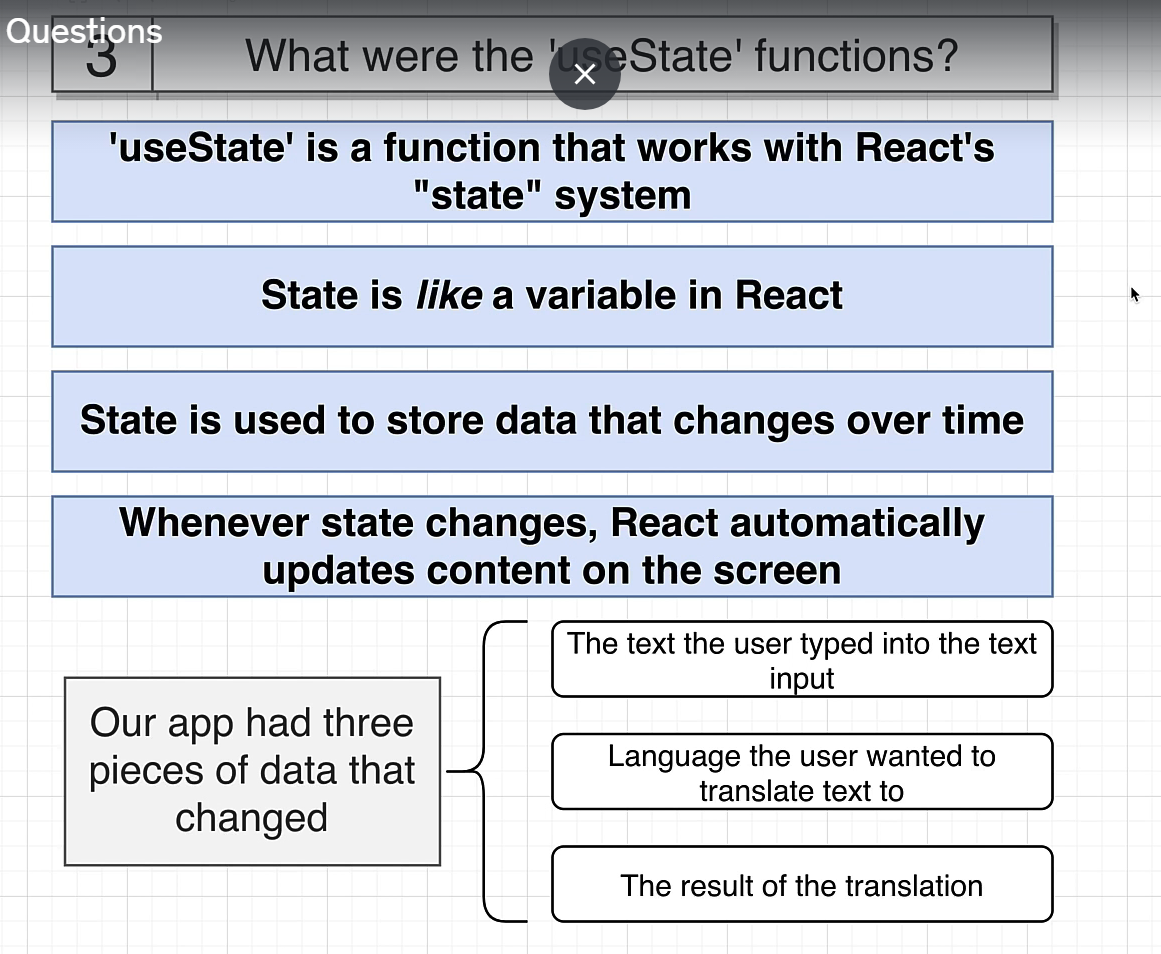 Questions
3
What were the 'useState' functions?
'useState' is a function that works with React's
"state" system
State is like a variable in React
State is used to store data that changes over time
Whenever state changes, React automatically
updates content on the screen
The text the user typed into the text
input
Our app had three
pieces of data that
changed
Language the user wanted to
translate text to
The result of the translation